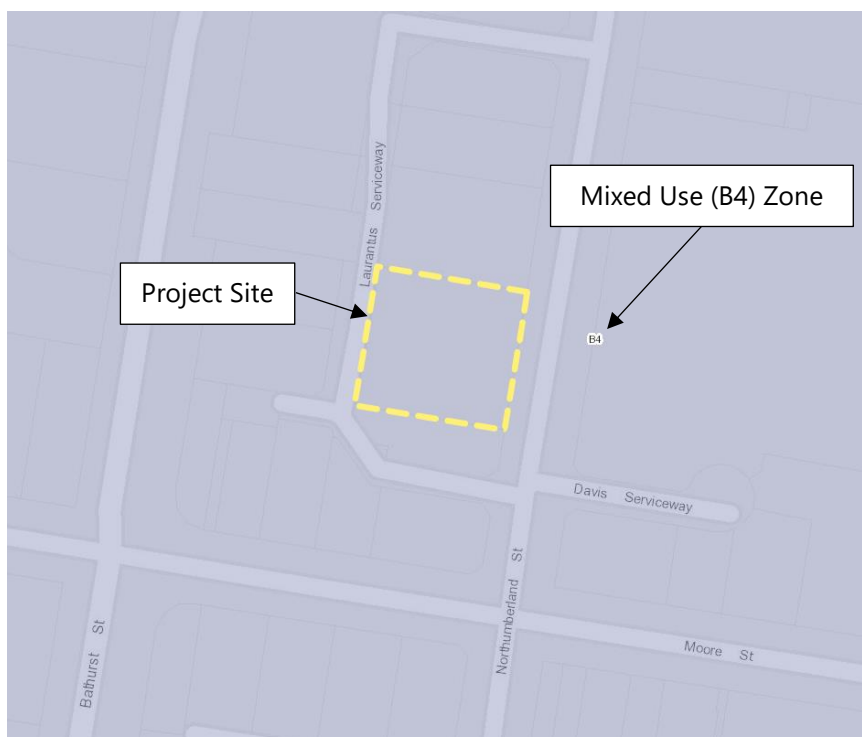 Laurantus Serviceway
Mixed Use (B4) Zone
Project Site
B4
Davis Serviceway
Northumberland St
Bathurst St
Moore St